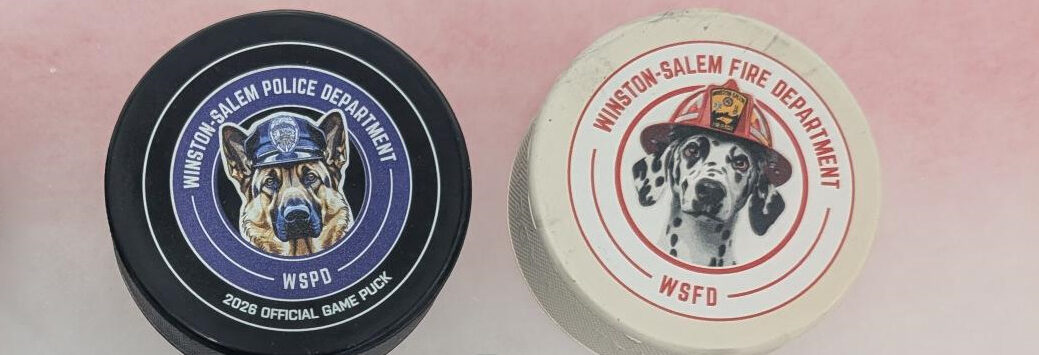 WINSTON-SALEM POLICE DEPARTMENT
WSPD
2026 OFFICIAL GAME PUCK
WINSTON-SALEM FIRE DEPARTMENT
WSFD